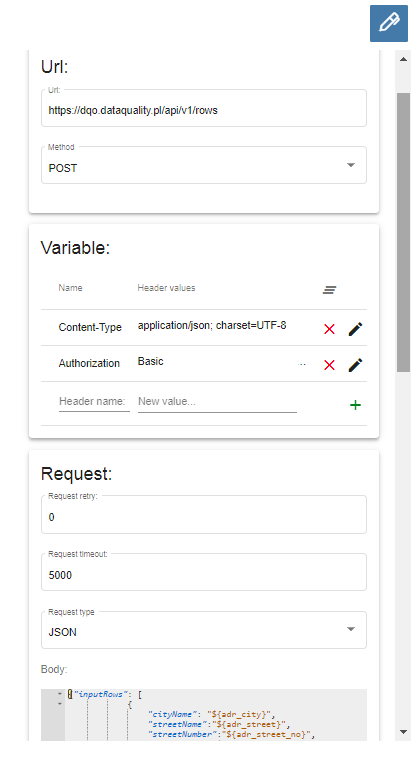 Url:
Url:
https://dqo.dataquality.pl/api/v1/rows
Method
POST
Variable:
Name Header values
Content-Type application/json; charset=UTF-8
Authorization Basic ..
Header name: New value...
Request:
Request retry:
0
Request timeout:
5000
Request type
JSON
Body:
{"inputRows": [
{
"cityName": "${adr_city}",
"streetName":"${adr_street}",
"streetNumber":"${adr_street_no}",